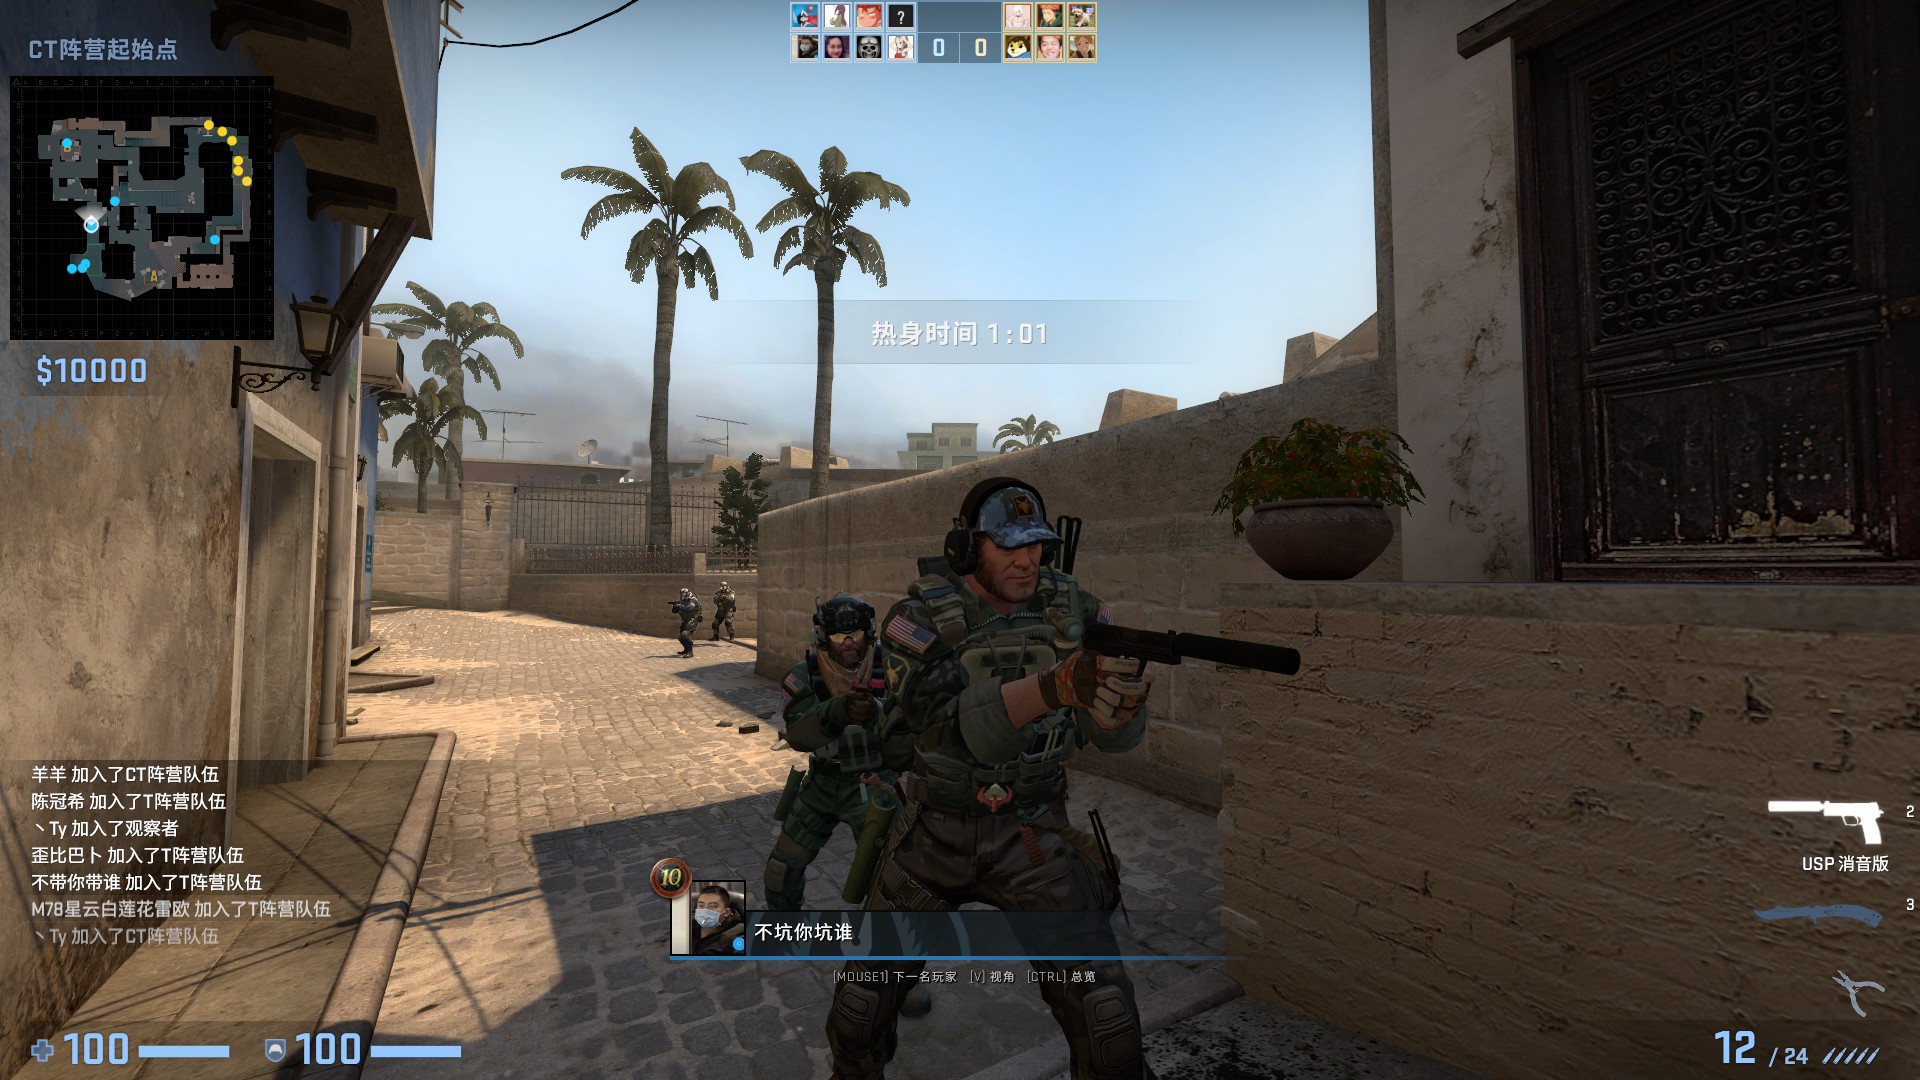 CT阵营起始点
?
0 0
A
$10000
热身时间 1:01
羊羊 加入了CT阵营队伍
陈冠希 加入了T阵营队伍
丶Ty 加入了观察者
歪比巴卜 加入了T阵营队伍
不带你带谁 加入了T阵营队伍
M78星云白莲花雷欧 加入了T阵营队伍
丶Ty 加入了CT阵营队伍
10
不坑你坑谁
[MOUSE1] 下一名玩家 [V] 视角 [CTRL] 总览
2
USP 消音版
3
100 100
12 / 24